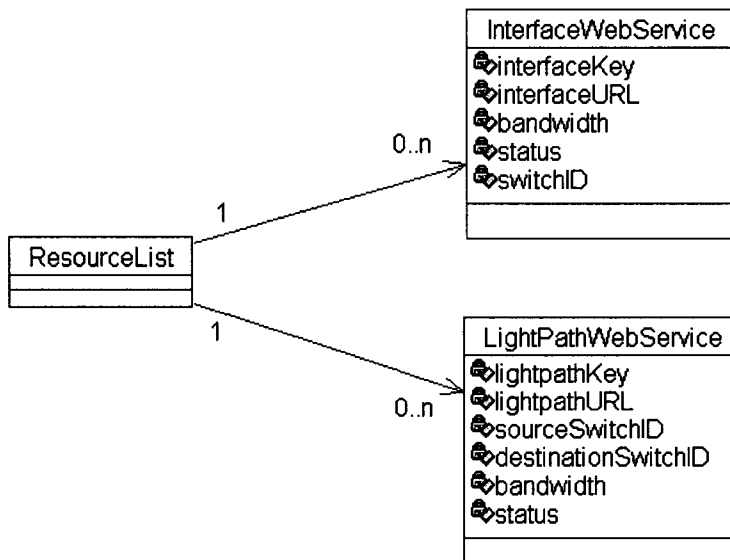 InterfaceWebService
interfaceKey
interfaceURL
bandwidth
status
switchID
0..n
1
ResourceList
1
0..n
LightPathWebService
lightpathKey
lightpathURL
sourceSwitchID
destinationSwitchID
bandwidth
status